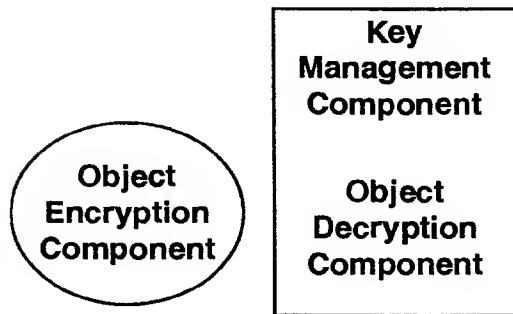 Key
Management
Component
Object
Encryption
Component
Object
Decryption
Component